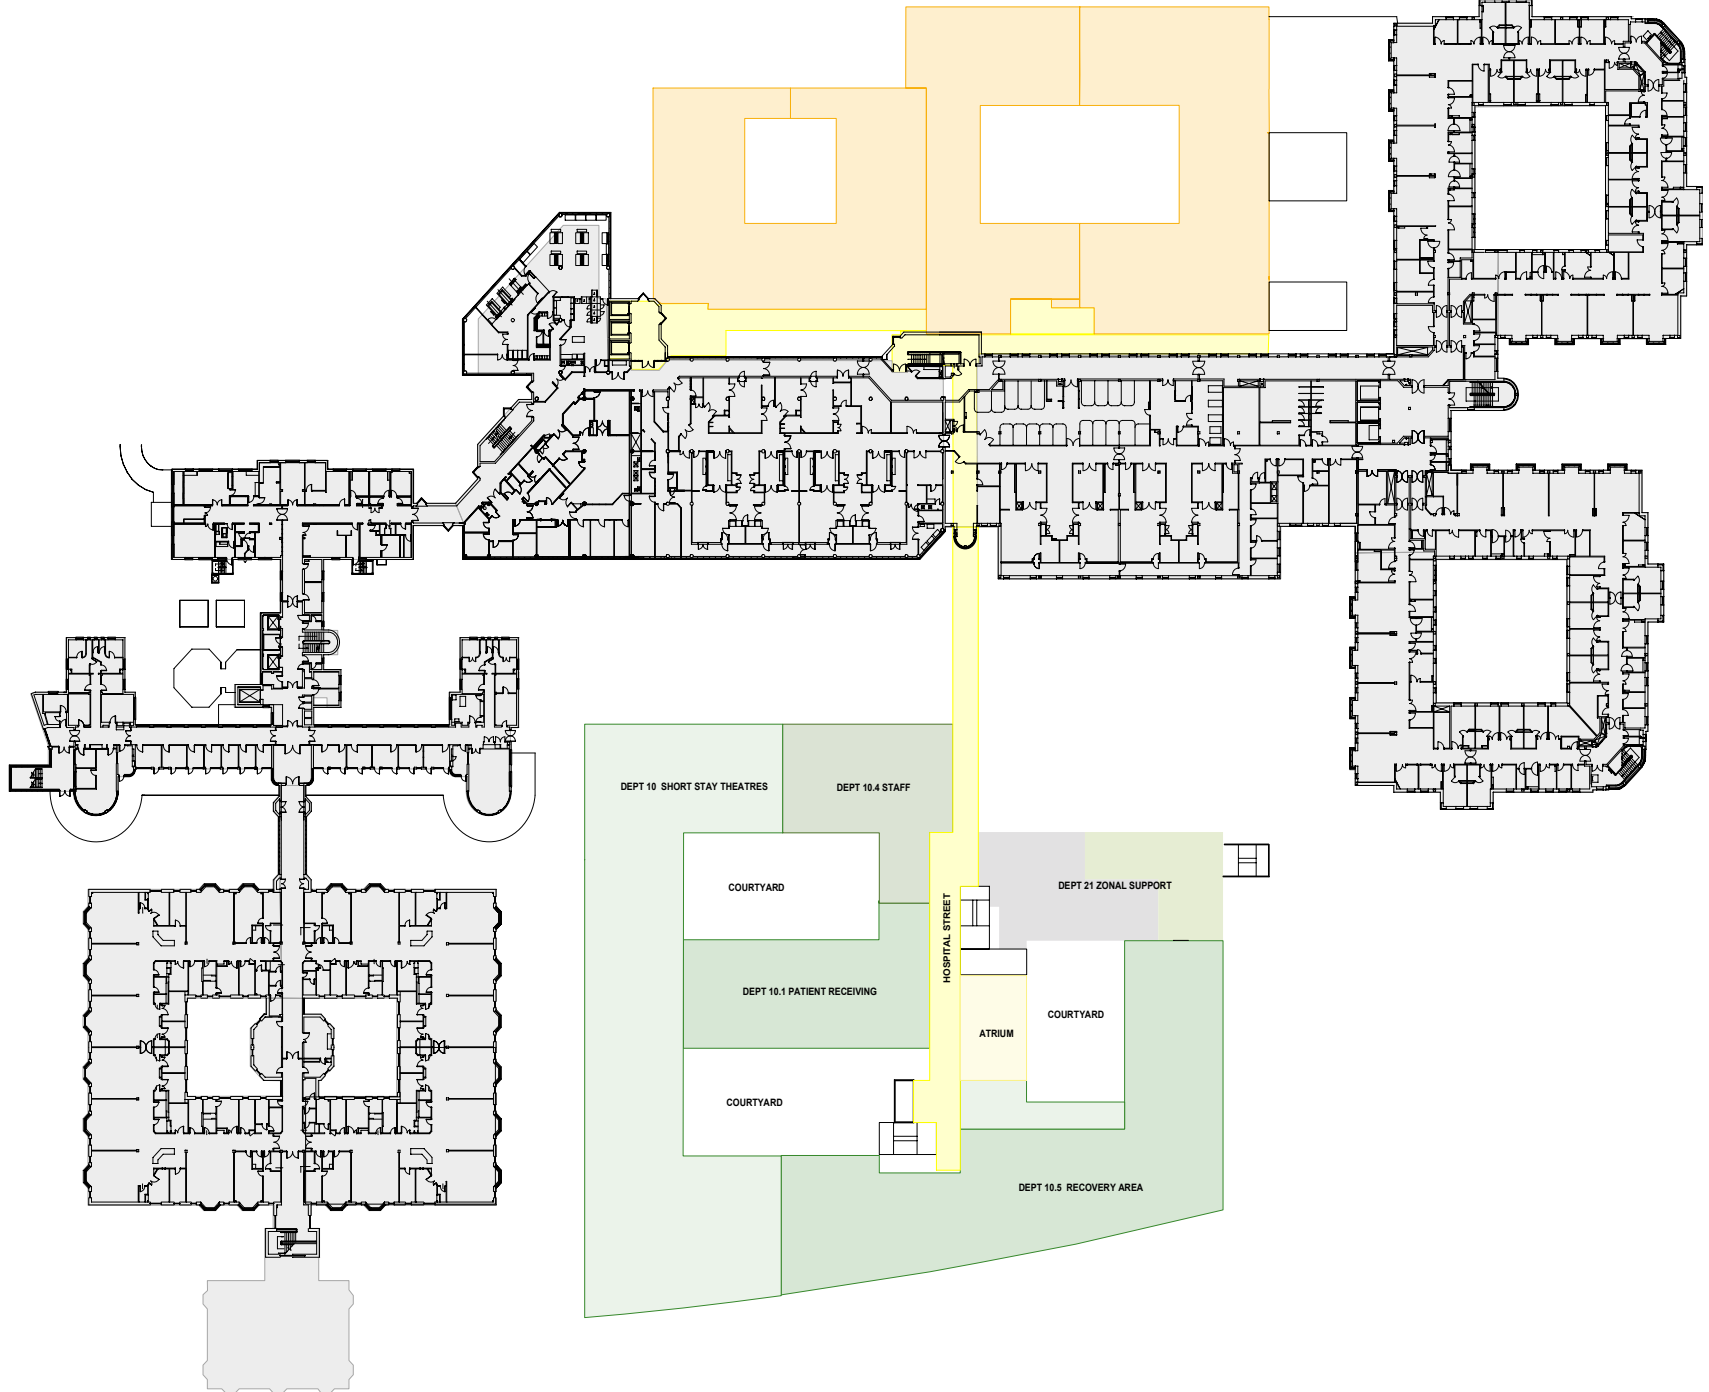 DEPT 10  SHORT STAY THEATRES
DEPT 10.4 STAFF
COURTYARD
DEPT 21 ZONAL SUPPORT
HOSPITAL STREET
DEPT 10.1 PATIENT RECEIVING
COURTYARD
ATRIUM
COURTYARD
DEPT 10.5  RECOVERY AREA